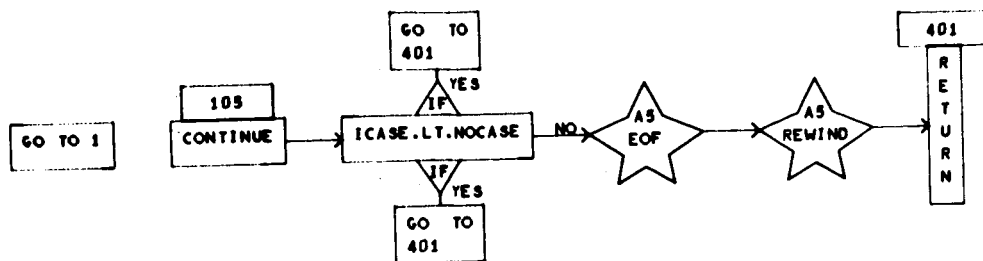 GO TO
401
401
YES
IF
105
GO TO 1
CONTINUE
ICASE.LT.NOCASE
NO
A5
EOF
A5
REWIND
RETURN
IF
YES
GO TO
401